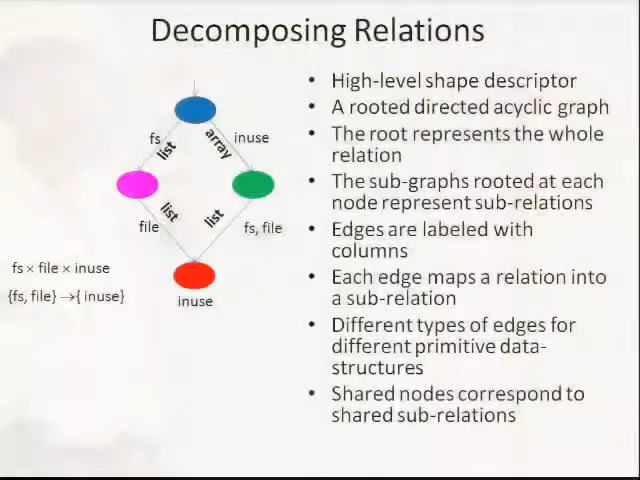 Decomposing Relations
fs
list
array
inuse
list
file
list
fs, file
inuse
fs × file × inuse
{fs, file} →{ inuse}
• High-level shape descriptor
• A rooted directed acyclic graph
• The root represents the whole
relation
• The sub-graphs rooted at each
node represent sub-relations
• Edges are labeled with
columns
• Each edge maps a relation into
a sub-relation
• Different types of edges for
different primitive data-
structures
• Shared nodes correspond to
shared sub-relations